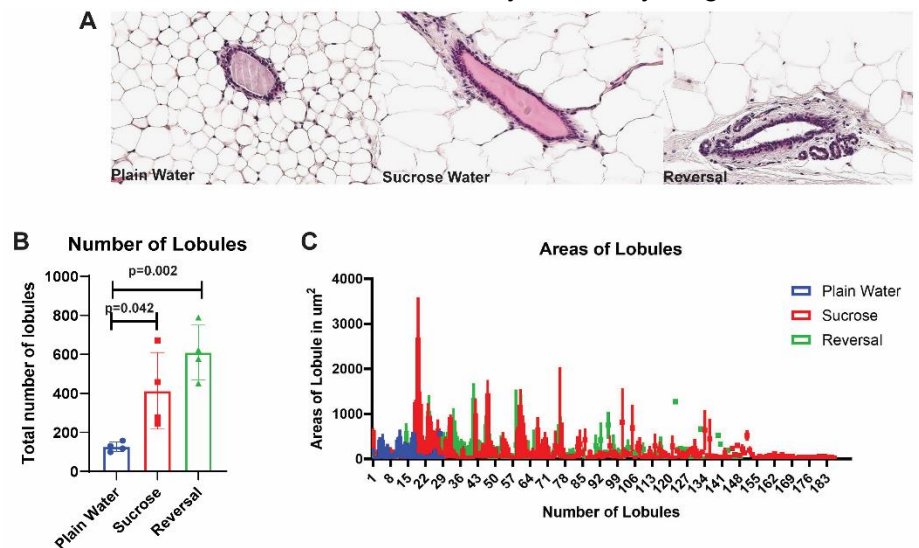 A
Plain Water
Sucrose Water
Reversal
B
Number of Lobules
p=0.002
p=0.042
Total number of lobules
1000
800
600
400
200
0
Plain Water
Sucrose
Reversal
C
Areas of Lobules
Areas of Lobule in um²
4000
3000
2000
1000
0
Plain Water
Sucrose
Reversal
1 8 15 22 29 36 43 50 57 64 71 78 85 92 99 106 113 120 127 134 141 148 155 162 169 176 183
Number of Lobules